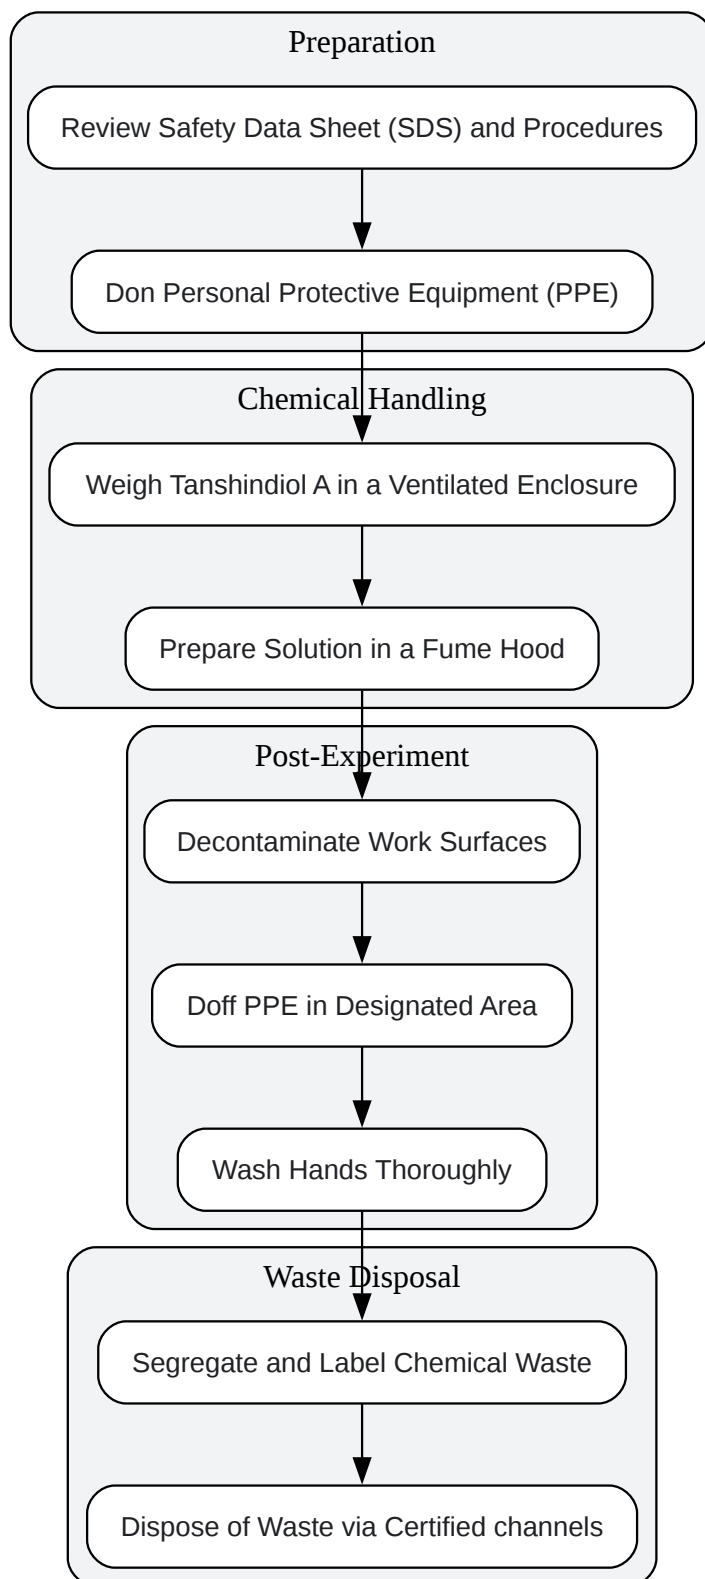 Preparation
Review Safety Data Sheet (SDS) and Procedures
Don Personal Protective Equipment (PPE)
Chemical Handling
Weigh Tanshindiol A in a Ventilated Enclosure
Prepare Solution in a Fume Hood
Post-Experiment
Decontaminate Work Surfaces
Doff PPE in Designated Area
Wash Hands Thoroughly
Waste Disposal
Segregate and Label Chemical Waste
Dispose of Waste via Certified channels